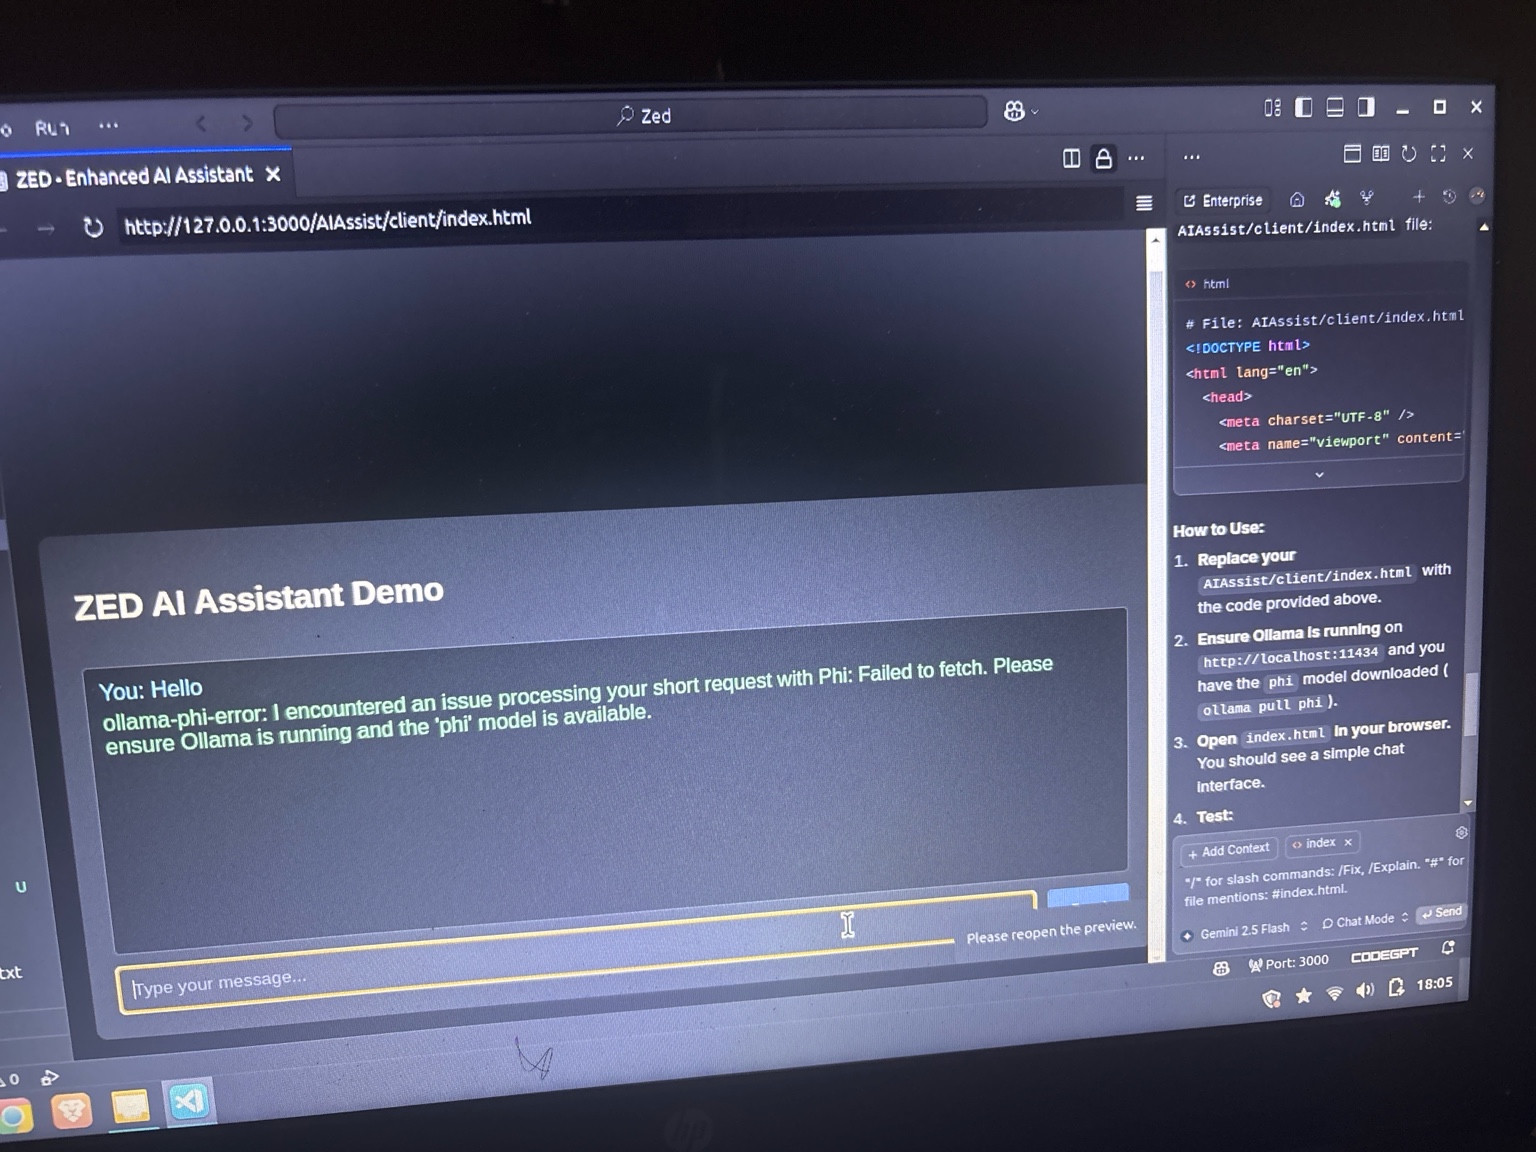 Run ...
Zed
ZED - Enhanced AI Assistant
http://127.0.0.1:3000/AIAssist/client/index.html
ZED AI Assistant Demo
You: Hello
ollama-phi-error: I encountered an issue processing your short request with Phi: Failed to fetch. Please
ensure Ollama is running and the 'phi' model is available.
Type your message...
Please reopen the preview.
U
txt
0
Enterprise
AIAssist/client/index.html file:
<> html
# File: AIAssist/client/index.html
<!DOCTYPE html>
<html lang="en">
<head>
<meta charset="UTF-8" />
<meta name="viewport" content=
How to Use:
1. Replace your
AIAssist/client/index.html with
the code provided above.
2. Ensure Ollama is running on
http://localhost:11434 and you
have the phi model downloaded (
ollama pull phi ).
3. Open index.html in your browser.
You should see a simple chat
interface.
4. Test:
+ Add Context <> index ×
"/" for slash commands: /Fix, /Explain. "#" for
file mentions: #index.html.
Gemini 2.5 Flash Chat Mode Send
Port: 3000 CODEGPT
18:05
hp